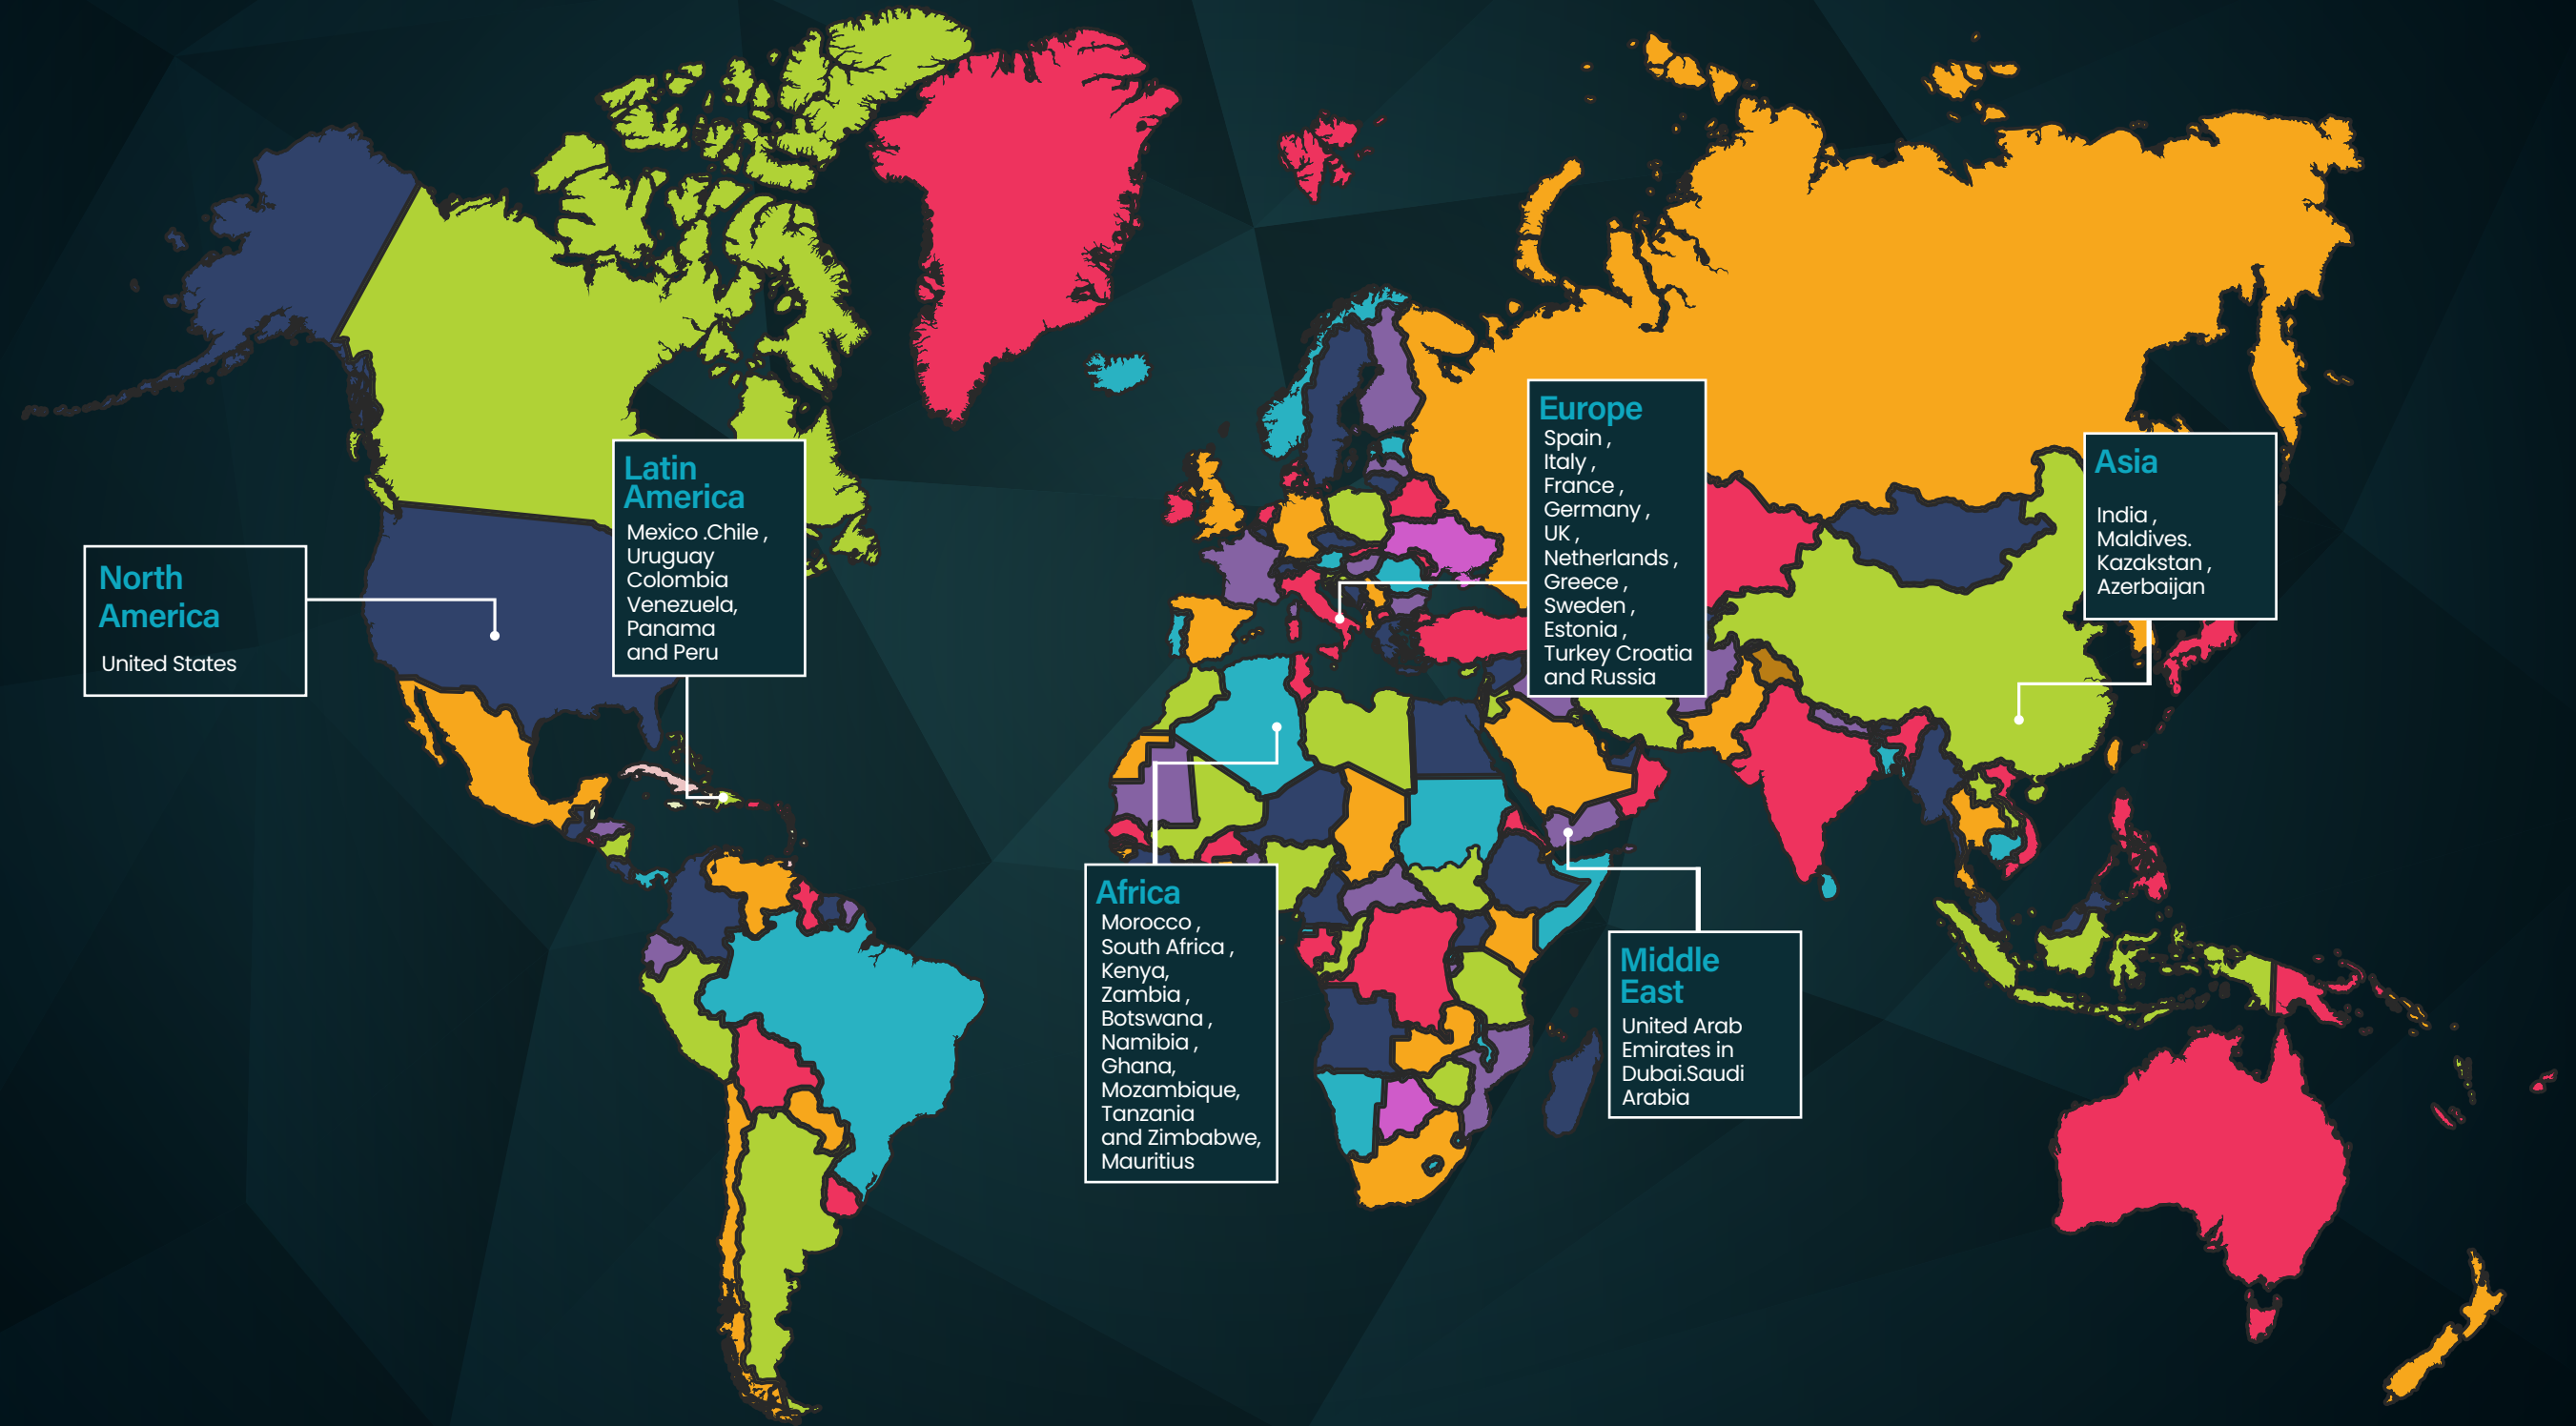 North
America
United States
Latin
America
Mexico .Chile ,
Uruguay
Colombia
Venezuela,
Panama
and Peru
Europe
Spain ,
Italy ,
France ,
Germany ,
UK ,
Netherlands ,
Greece ,
Sweden ,
Estonia ,
Turkey Croatia
and Russia
Asia
India ,
Maldives.
Kazakstan ,
Azerbaijan
Africa
Morocco ,
South Africa ,
Kenya,
Zambia ,
Botswana ,
Namibia ,
Ghana,
Mozambique,
Tanzania
and Zimbabwe,
Mauritius
Middle
East
United Arab
Emirates in
Dubai.Saudi
Arabia